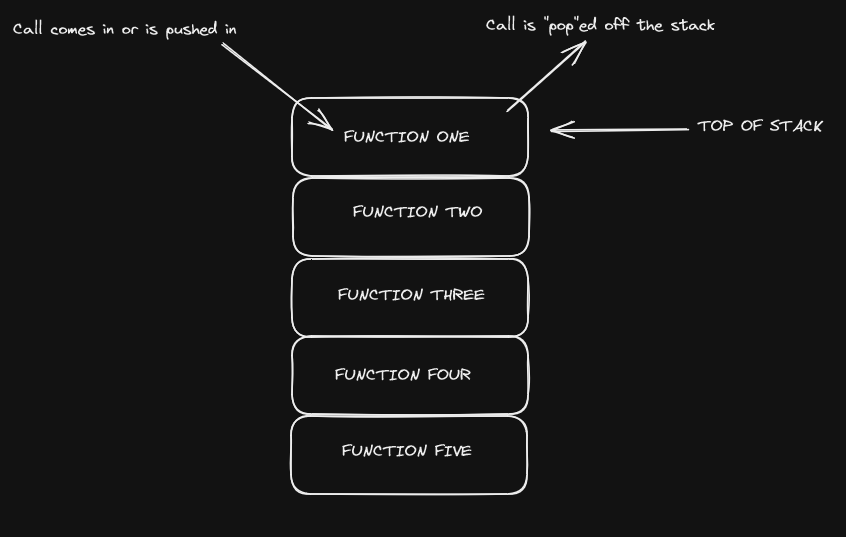 Call comes in or is pushed in
Call is "pop"ed off the stack
FUNCTION ONE
TOP OF STACK
FUNCTION TWO
FUNCTION THREE
FUNCTION FOUR
FUNCTION FIVE